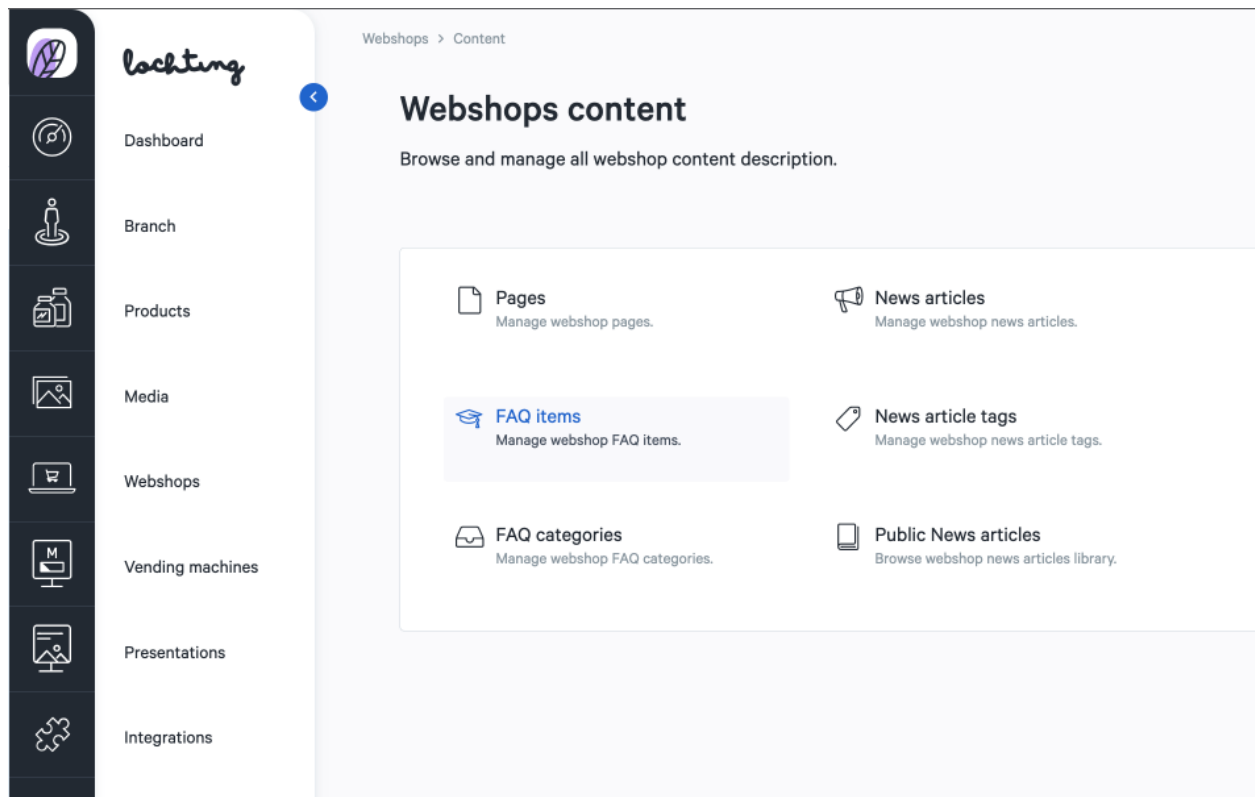 lochting
Dashboard
Branch
Products
Media
Webshops
M
Vending machines
Presentations
Integrations
Webshops > Content
Webshops content
Browse and manage all webshop content description.
Pages
Manage webshop pages.
News articles
Manage webshop news articles.
FAQ items
Manage webshop FAQ items.
News article tags
Manage webshop news article tags.
FAQ categories
Manage webshop FAQ categories.
Public News articles
Browse webshop news articles library.